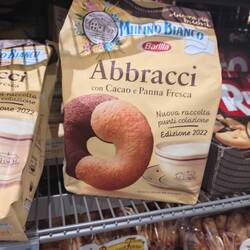 MULINO BIANCO
Barilla
Abbracci
con Cacao e Panna Fresca
Nuova raccolta
punti colazione
Edizione 2022